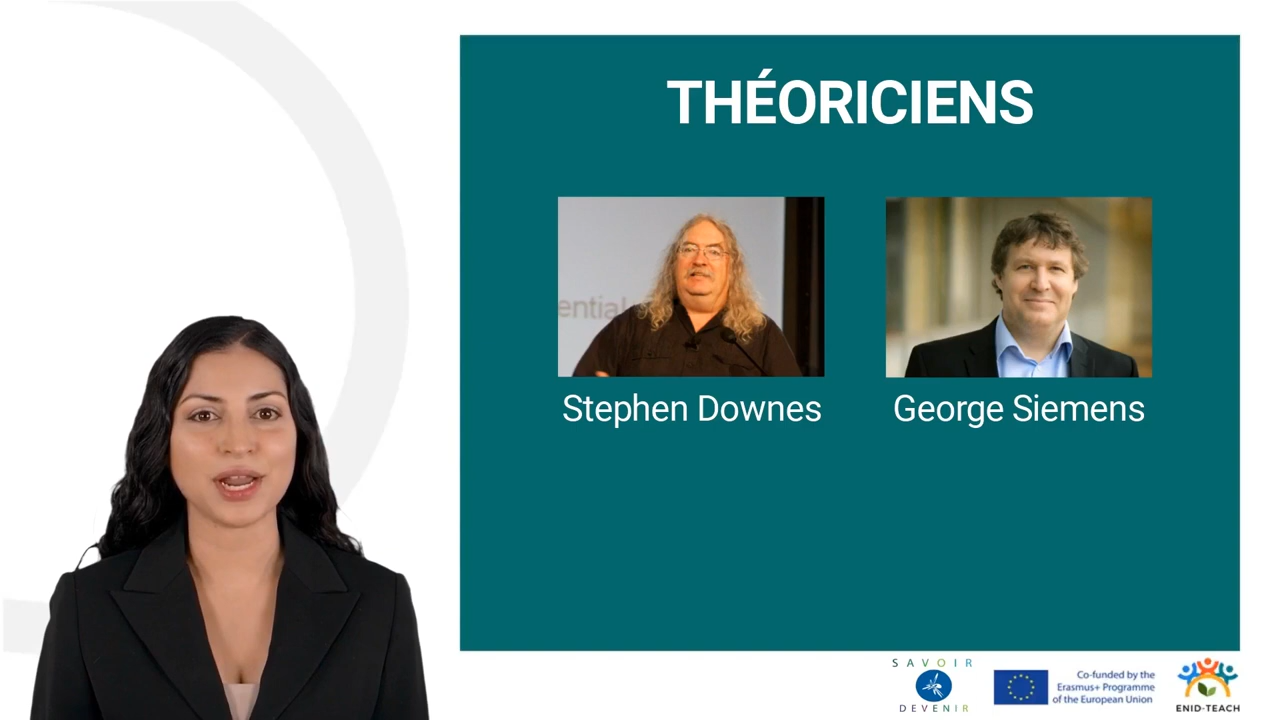 THÉORICIENS
ential
Stephen Downes
George Siemens
SAVOIR
DEVENIR
Co-funded by the
Erasmus+ Programme
of the European Union
ENID-TEACH